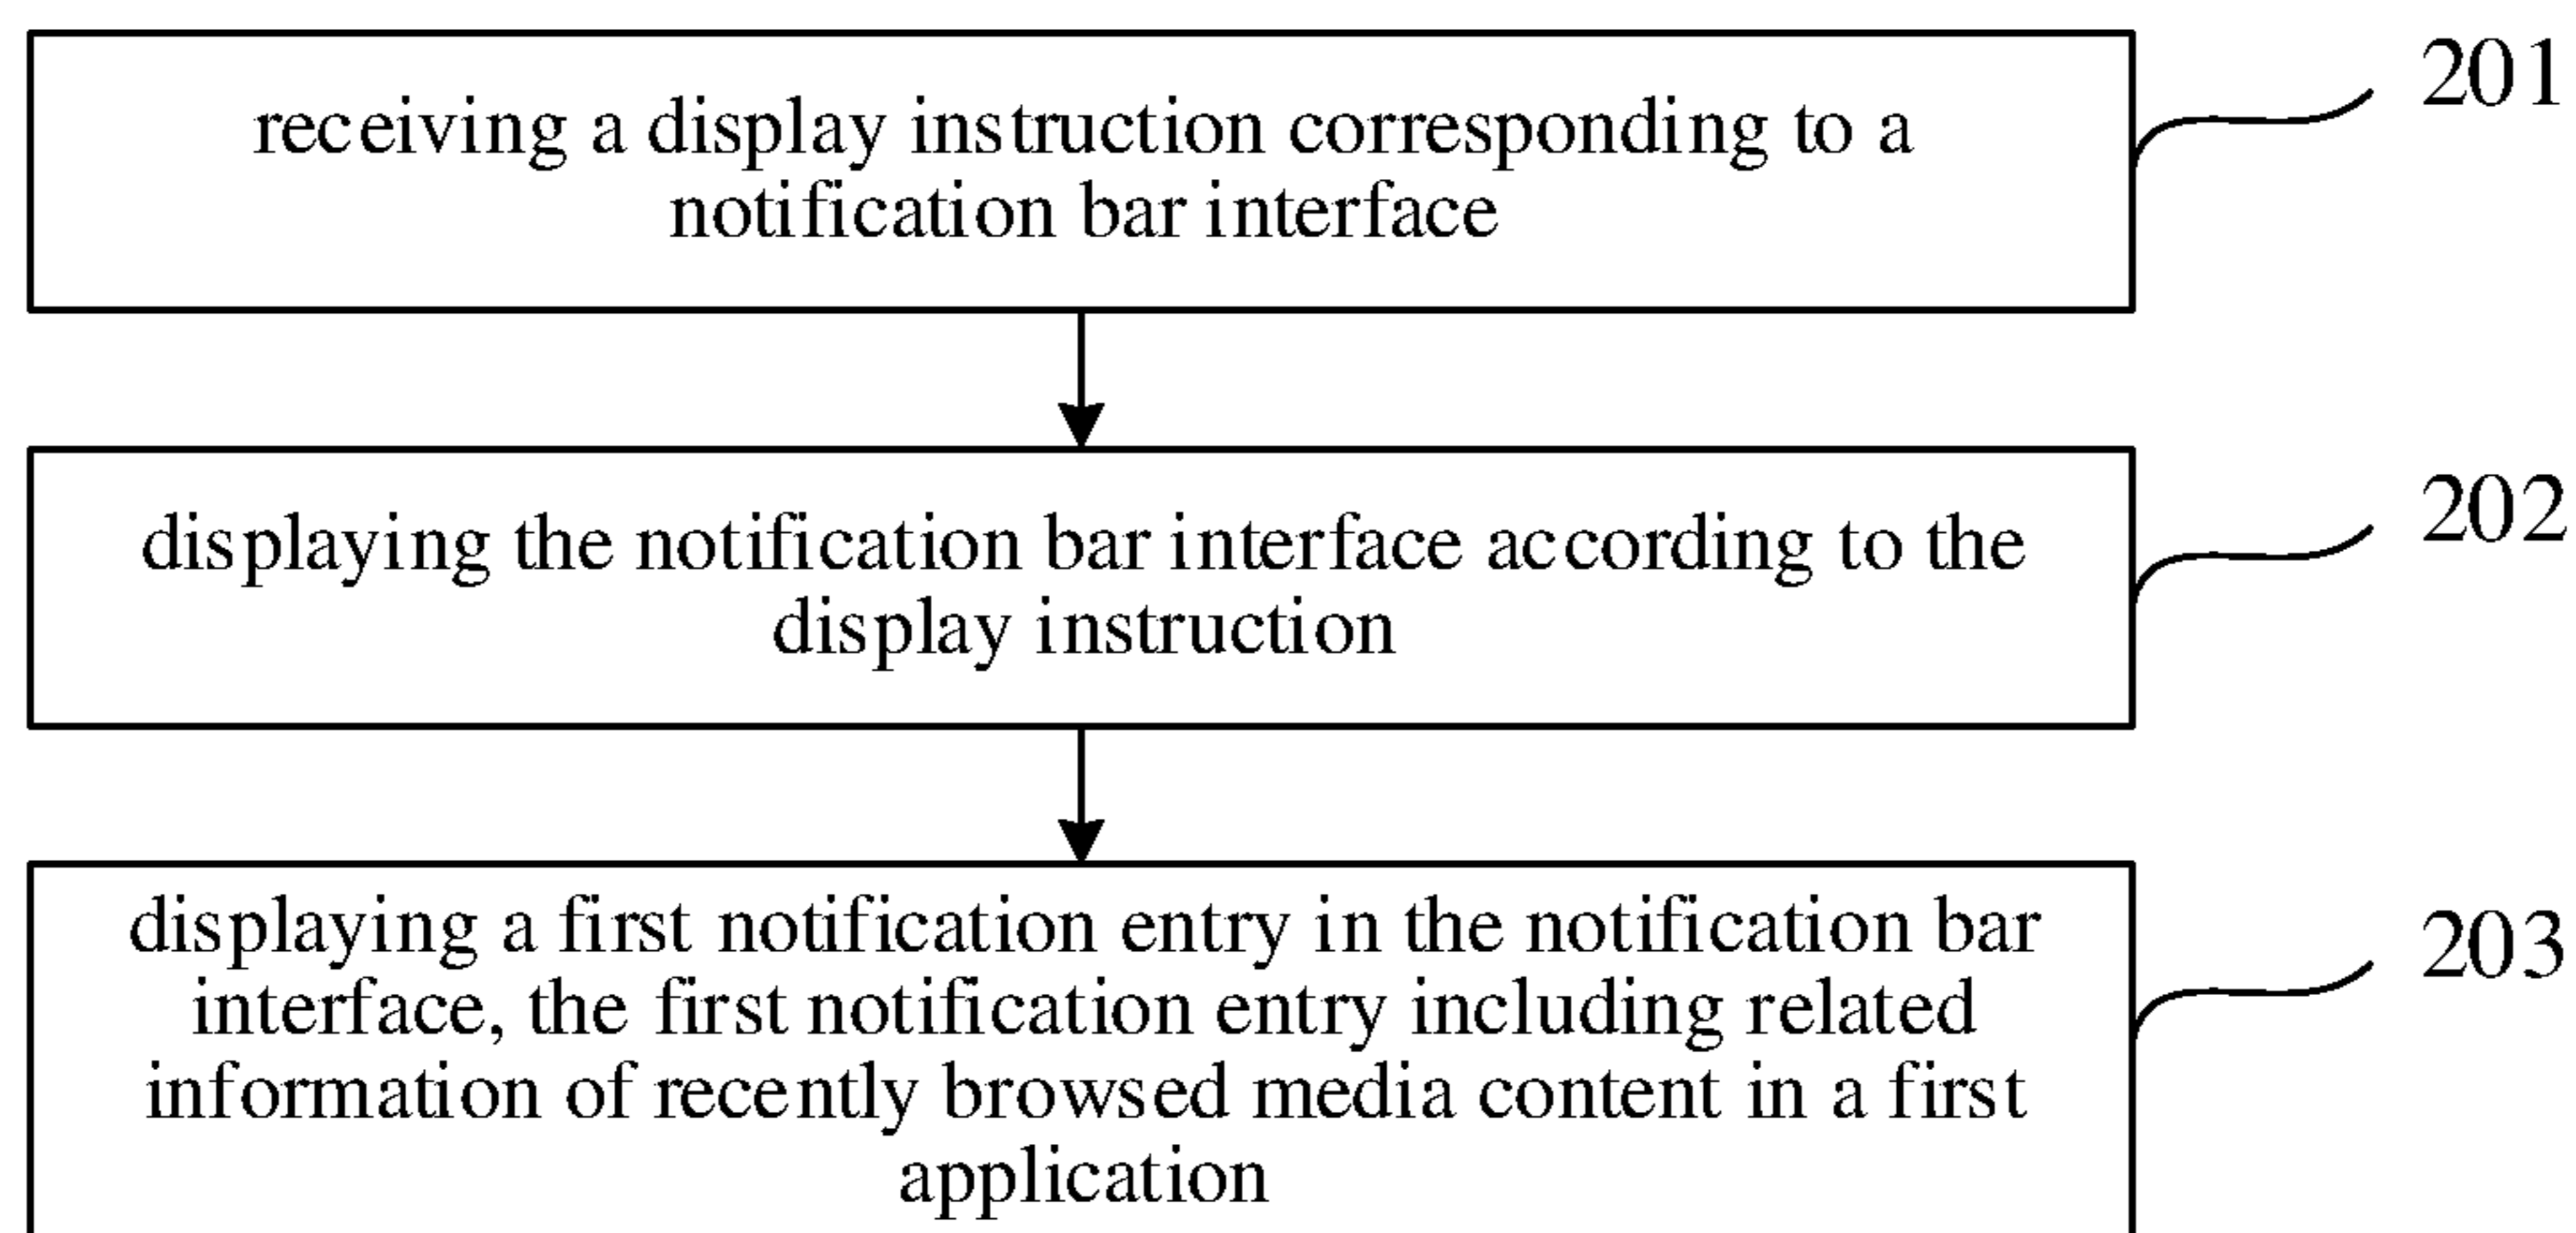 receiving a display instruction corresponding to a
notification bar interface
201
displaying the notification bar interface according to the
display instruction
202
displaying a first notification entry in the notification bar
interface, the first notification entry including related
information of recently browsed media content in a first
application
203